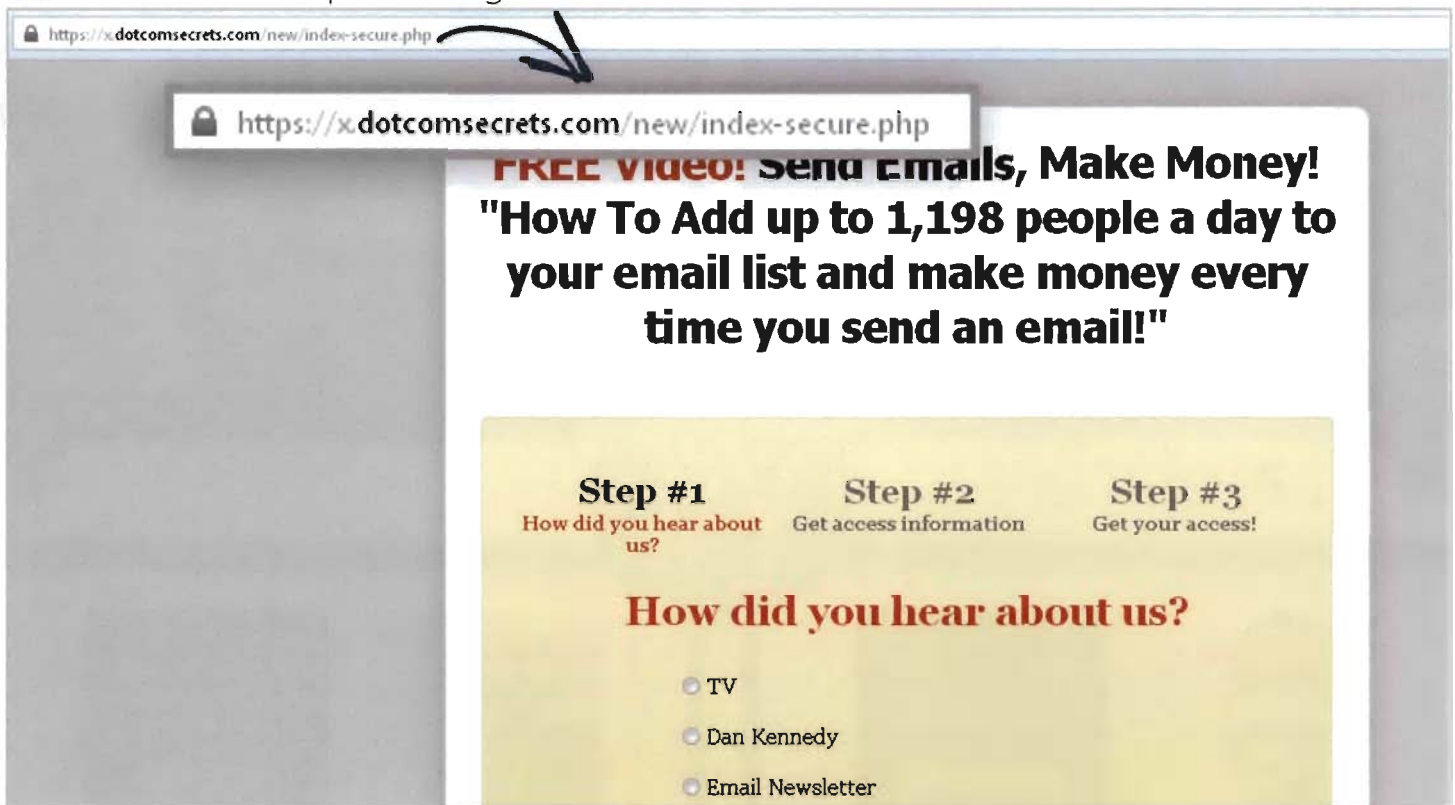 https://x.dotcomsecrets.com/new/index-secure.php
https://x.dotcomsecrets.com/new/index-secure.php
FREE Video! Send Emails, Make Money!
"How To Add up to 1,198 people a day to
your email list and make money every
time you send an email!"
Step #1 Step #2 Step #3
How did you hear about us? Get access information Get your access!
How did you hear about us?
TV
Dan Kennedy
Email Newsletter